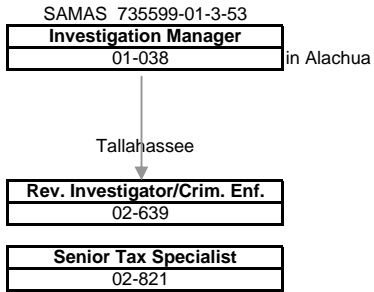 SAMAS 735599-01-3-53
Investigation Manager
01-038
in Alachua
Tallahassee
Rev. Investigator/Crim. Enf.
02-639
Senior Tax Specialist
02-821